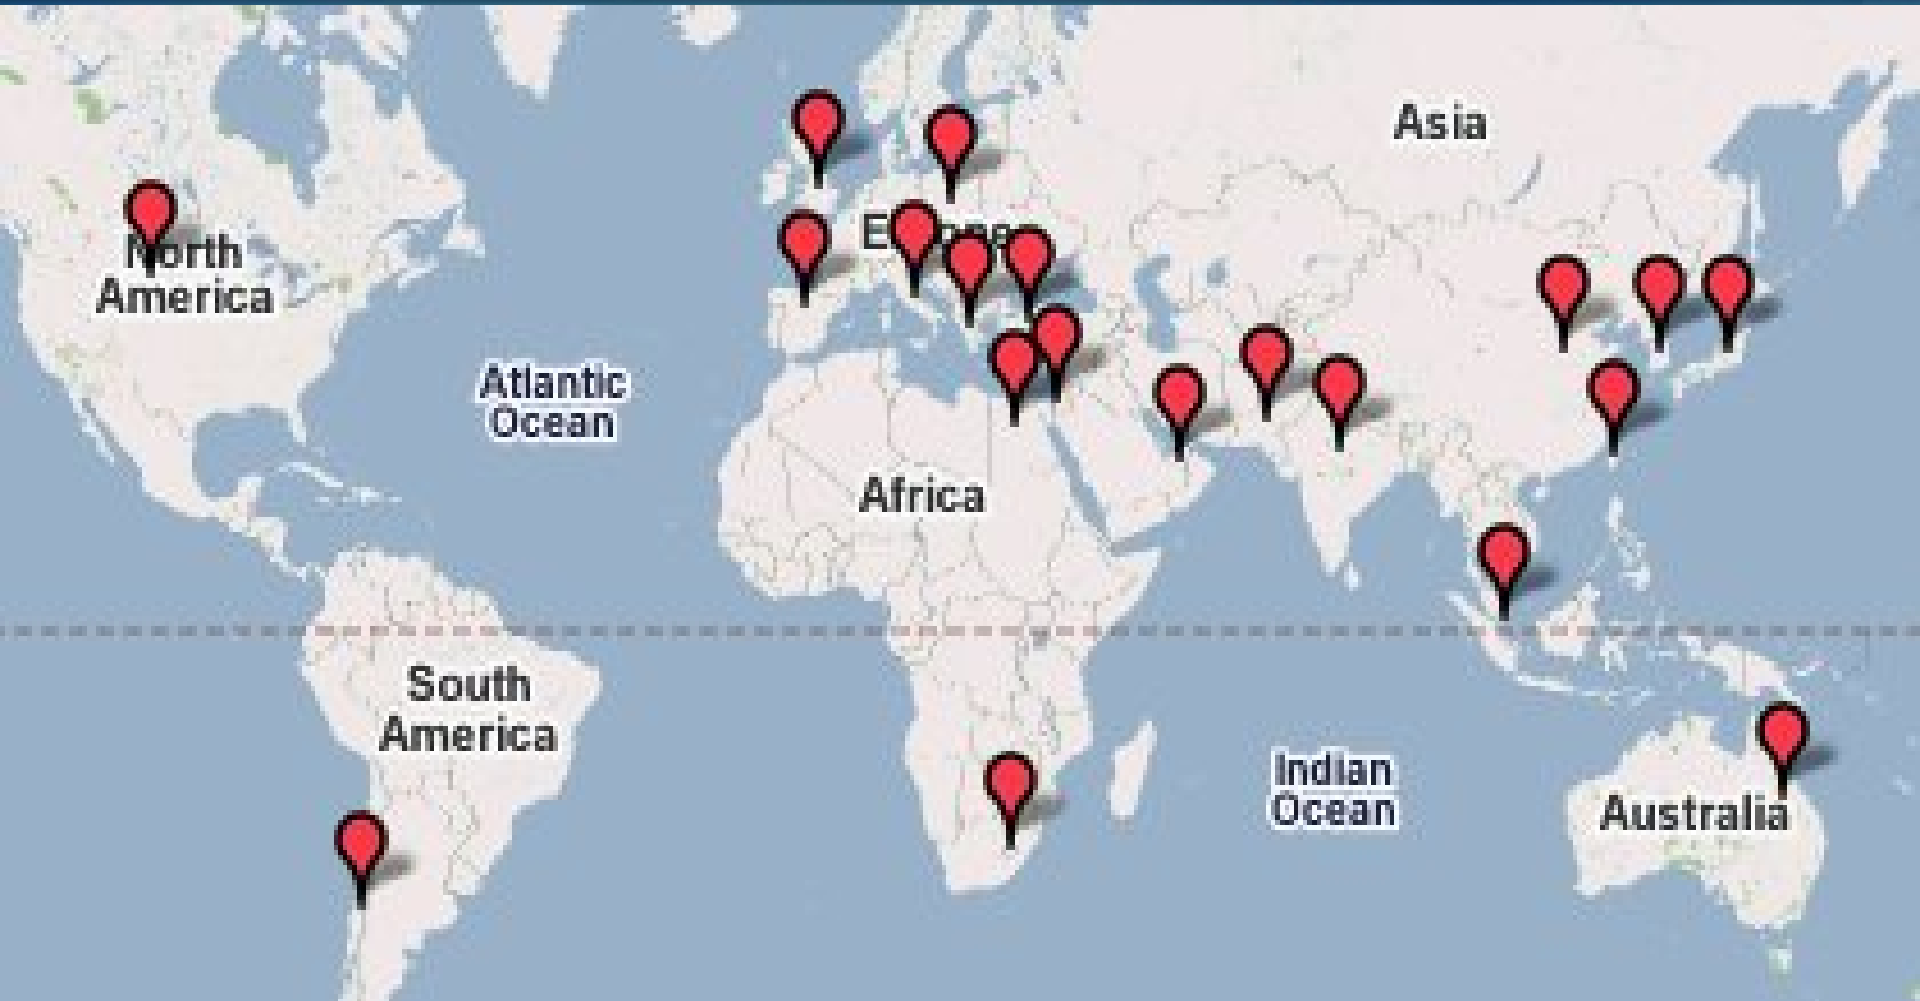 Asia
North
America
Atlantic
Ocean
Africa
South
America
Indian
Ocean
Australia